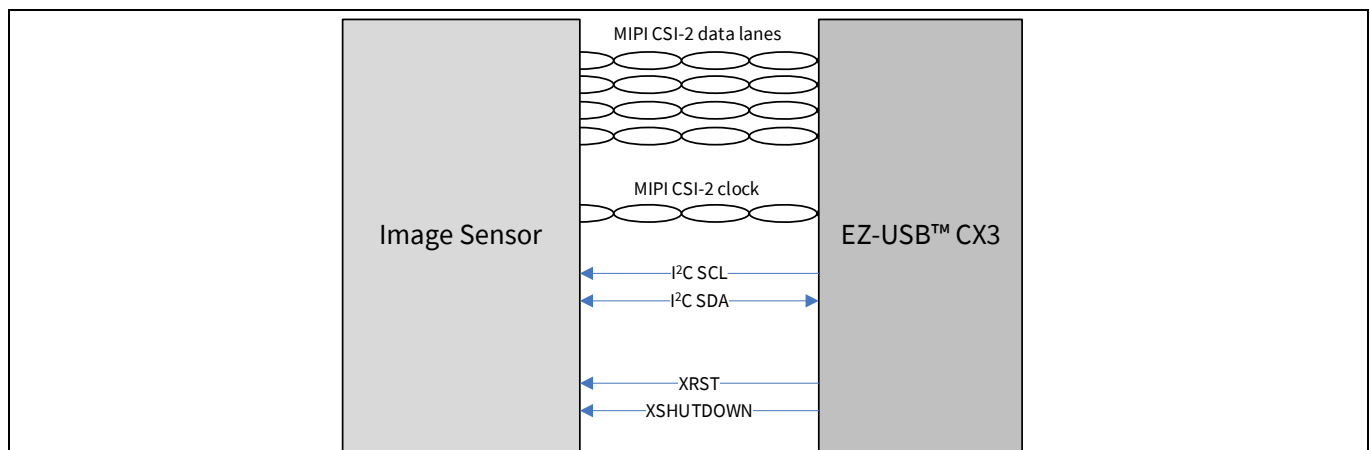 MIPI CSI-2 data lanes
MIPI CSI-2 clock
Image Sensor
EZ-USB™ CX3
I²C SCL
I²C SDA
XRST
XSHUTDOWN